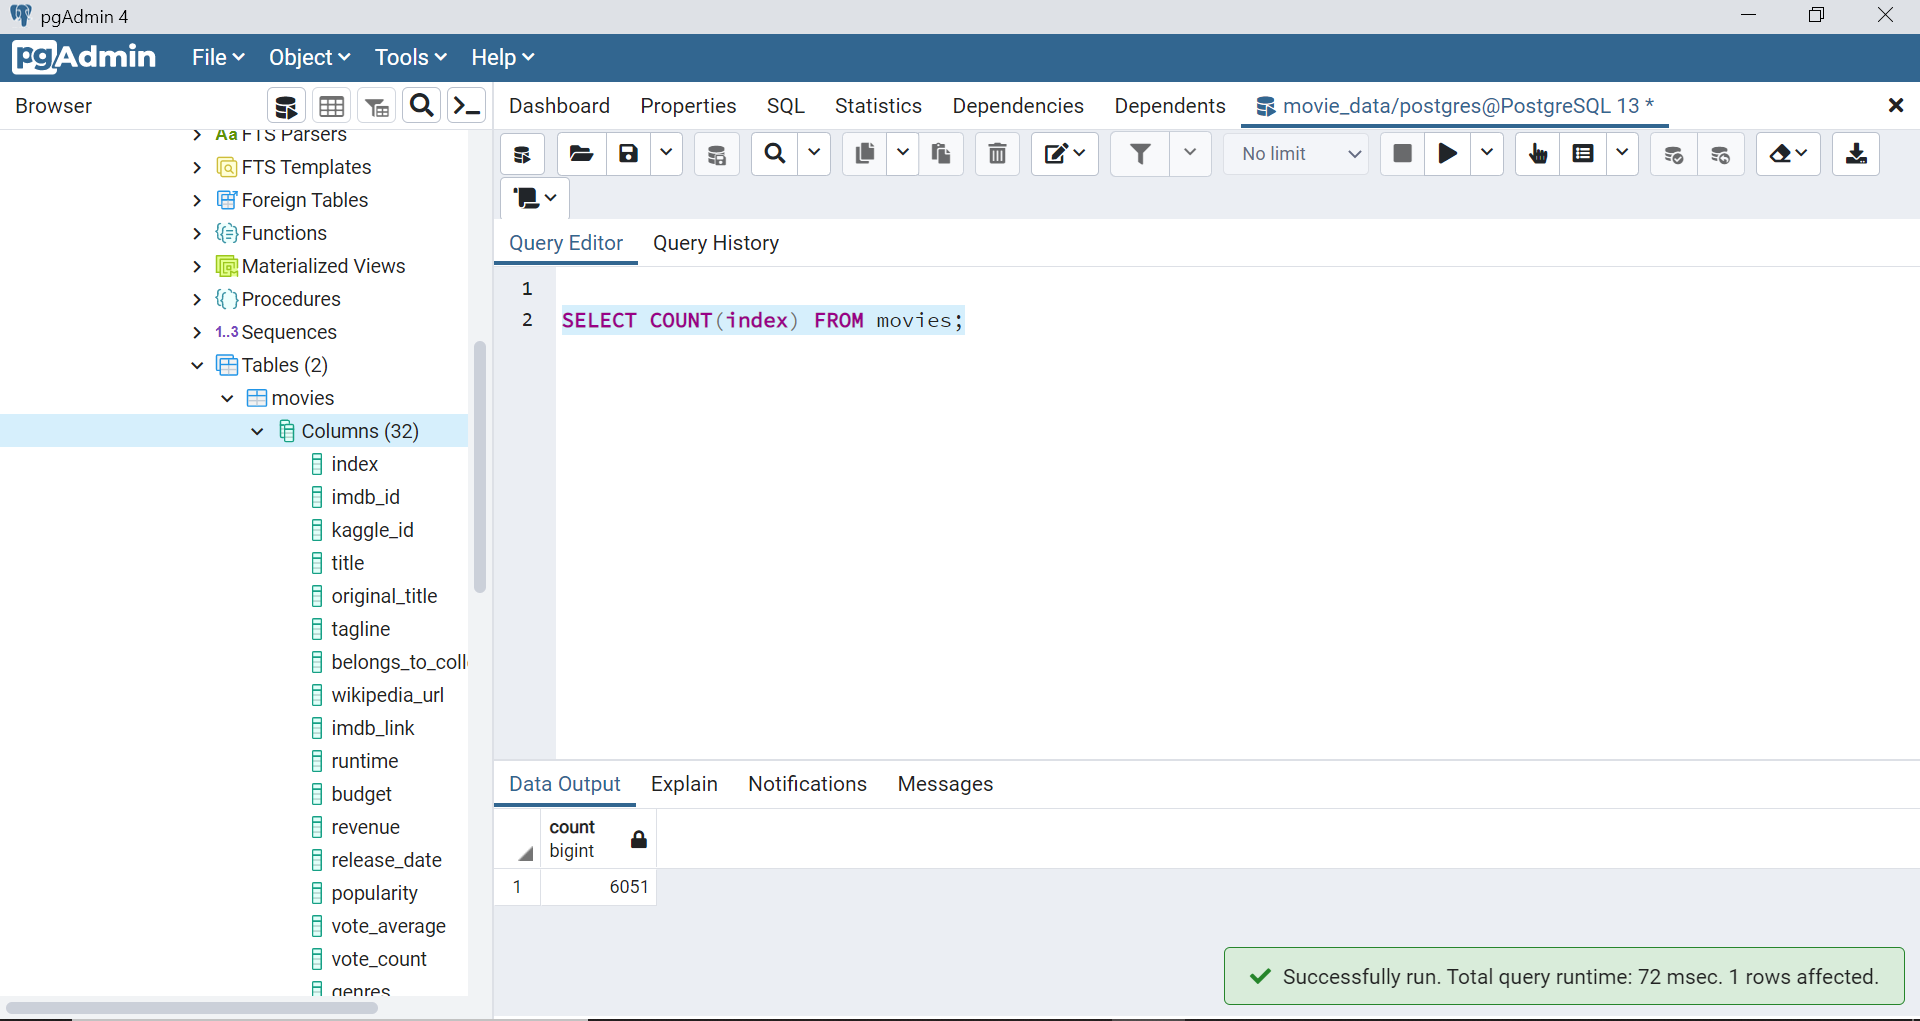 pgAdmin 4
pgAdmin File Object Tools Help
Browser
Dashboard Properties SQL Statistics Dependencies Dependents movie_data/postgres@PostgreSQL 13 *
No limit
Aa FTS Parsers
FTS Templates
Foreign Tables
Functions
Materialized Views
Procedures
1..3 Sequences
Tables (2)
movies
Columns (32)
index
imdb_id
kaggle_id
title
original_title
tagline
belongs_to_coll
wikipedia_url
imdb_link
runtime
budget
revenue
release_date
popularity
vote_average
vote_count
genres
Query Editor Query History
1
2 SELECT COUNT(index) FROM movies;
Data Output Explain Notifications Messages
count
bigint
1 6051
Successfully run. Total query runtime: 72 msec. 1 rows affected.